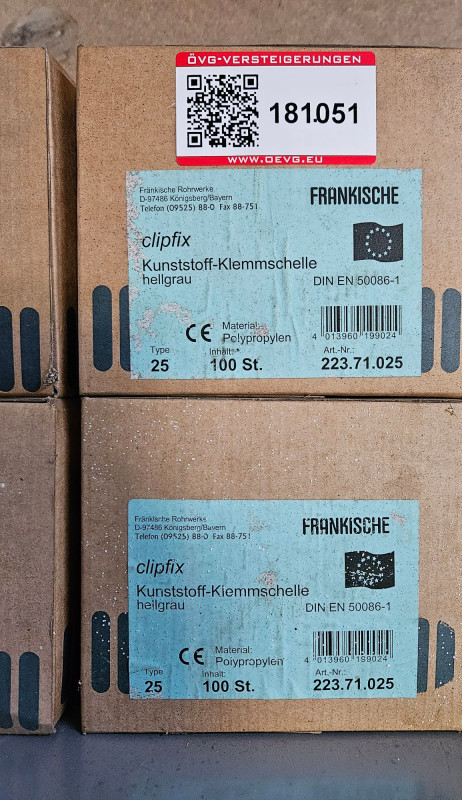 ÖVG-VERSTEIGERUNGEN
181.051
WWW.OEVG.EU
Fränkische Rohrwerke
D-97486 Königsberg/Bayern
Telefon (09525) 88-0 Fax 88-751
FRÄNKISCHE
clipfix
Kunststoff-Klemmschelle
hellgrau
DIN EN 50086-1
CE
Material:
Polypropylen
4 013960 199024
Type
Inhalt:
Art.-Nr.:
25
100 St.
223.71.025
Fränkische Rohrwerke
D-97486 Königsberg/Bayern
Telefon (09525) 88-0 Fax 88-751
FRÄNKISCHE
clipfix
Kunststoff-Klemmschelle
hellgrau
DIN EN 50086-1
CE
Material:
Polypropylen
4 013960 199024
Type
Inhalt:
Art.-Nr.:
25
100 St.
223.71.025